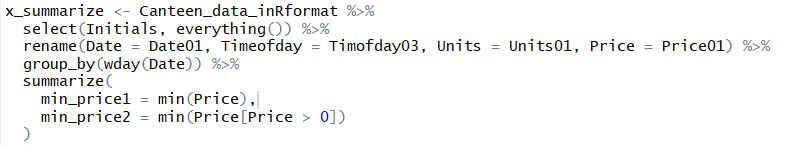 x_summarize <- Canteen_data_inRformat %>%
  select(Initials, everything()) %>%
  rename(Date = Date01, Timeofday = Timofday03, Units = Units01, Price = Price01) %>%
  group_by(wday(Date)) %>%
  summarize(
    min_price1 = min(Price),
    min_price2 = min(Price[Price > 0])
  )